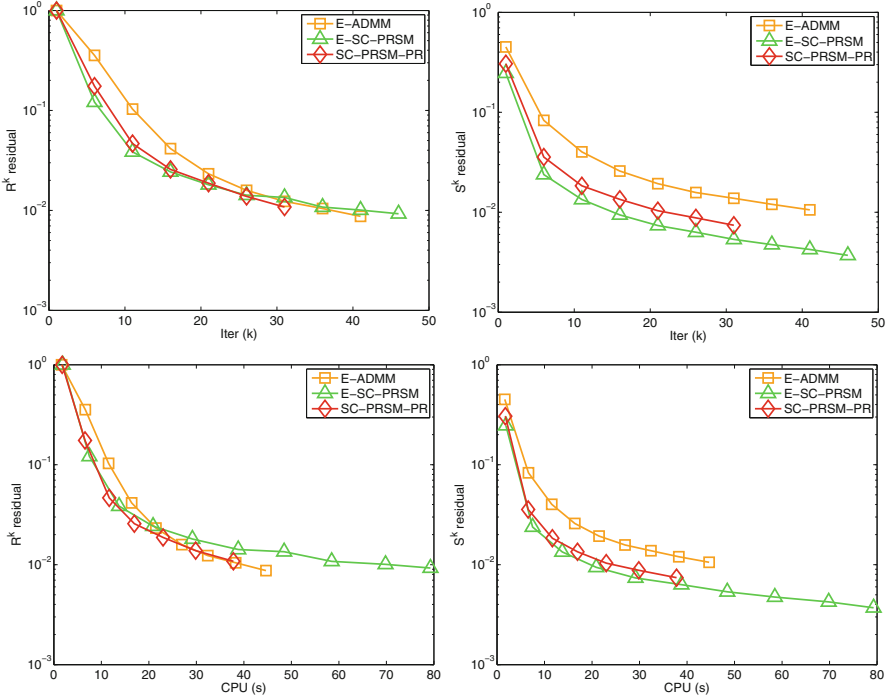 10^0
10^-1
10^-2
10^-3
R^k residual
0 10 20 30 40 50
Iter (k)
E−ADMM
E−SC−PRSM
SC−PRSM−PR
10^0
10^-1
10^-2
10^-3
S^k residual
0 10 20 30 40 50
Iter (k)
E−ADMM
E−SC−PRSM
SC−PRSM−PR
10^0
10^-1
10^-2
10^-3
R^k residual
0 10 20 30 40 50 60 70 80
CPU (s)
E−ADMM
E−SC−PRSM
SC−PRSM−PR
10^0
10^-1
10^-2
10^-3
S^k residual
0 10 20 30 40 50 60 70 80
CPU (s)
E−ADMM
E−SC−PRSM
SC−PRSM−PR